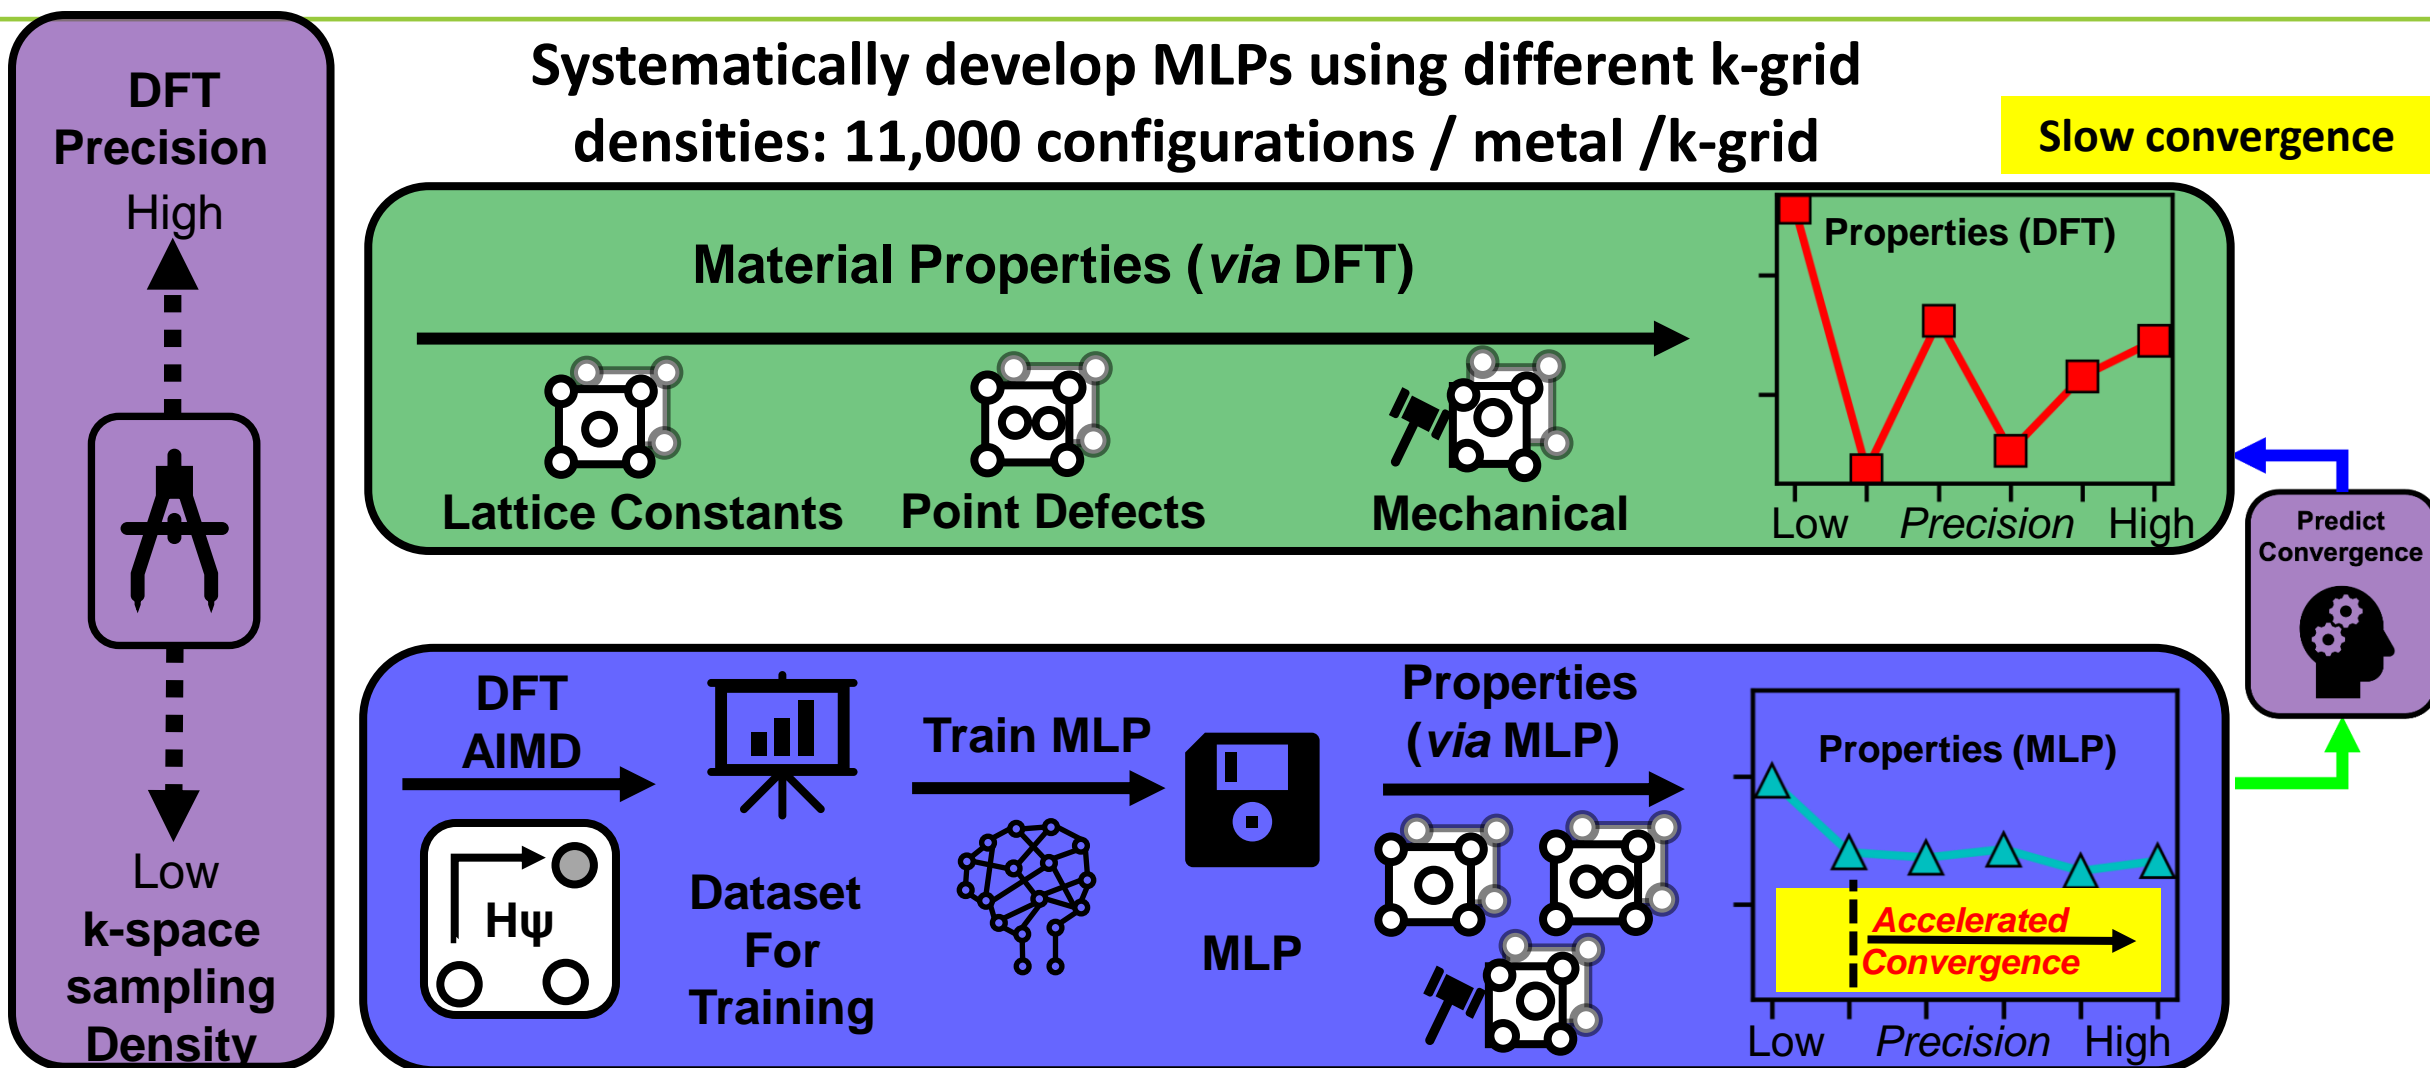 DFT
Precision
High
Low
k-space
sampling
Density
Systematically develop MLPs using different k-grid
densities: 11,000 configurations / metal /k-grid
Slow convergence
Material Properties (via DFT)
Lattice Constants
Point Defects
Mechanical
Properties (DFT)
Low Precision High
Predict
Convergence
DFT
AIMD
Hψ
Dataset
For
Training
Train MLP
MLP
Properties
(via MLP)
Properties (MLP)
Accelerated
Convergence
Low Precision High